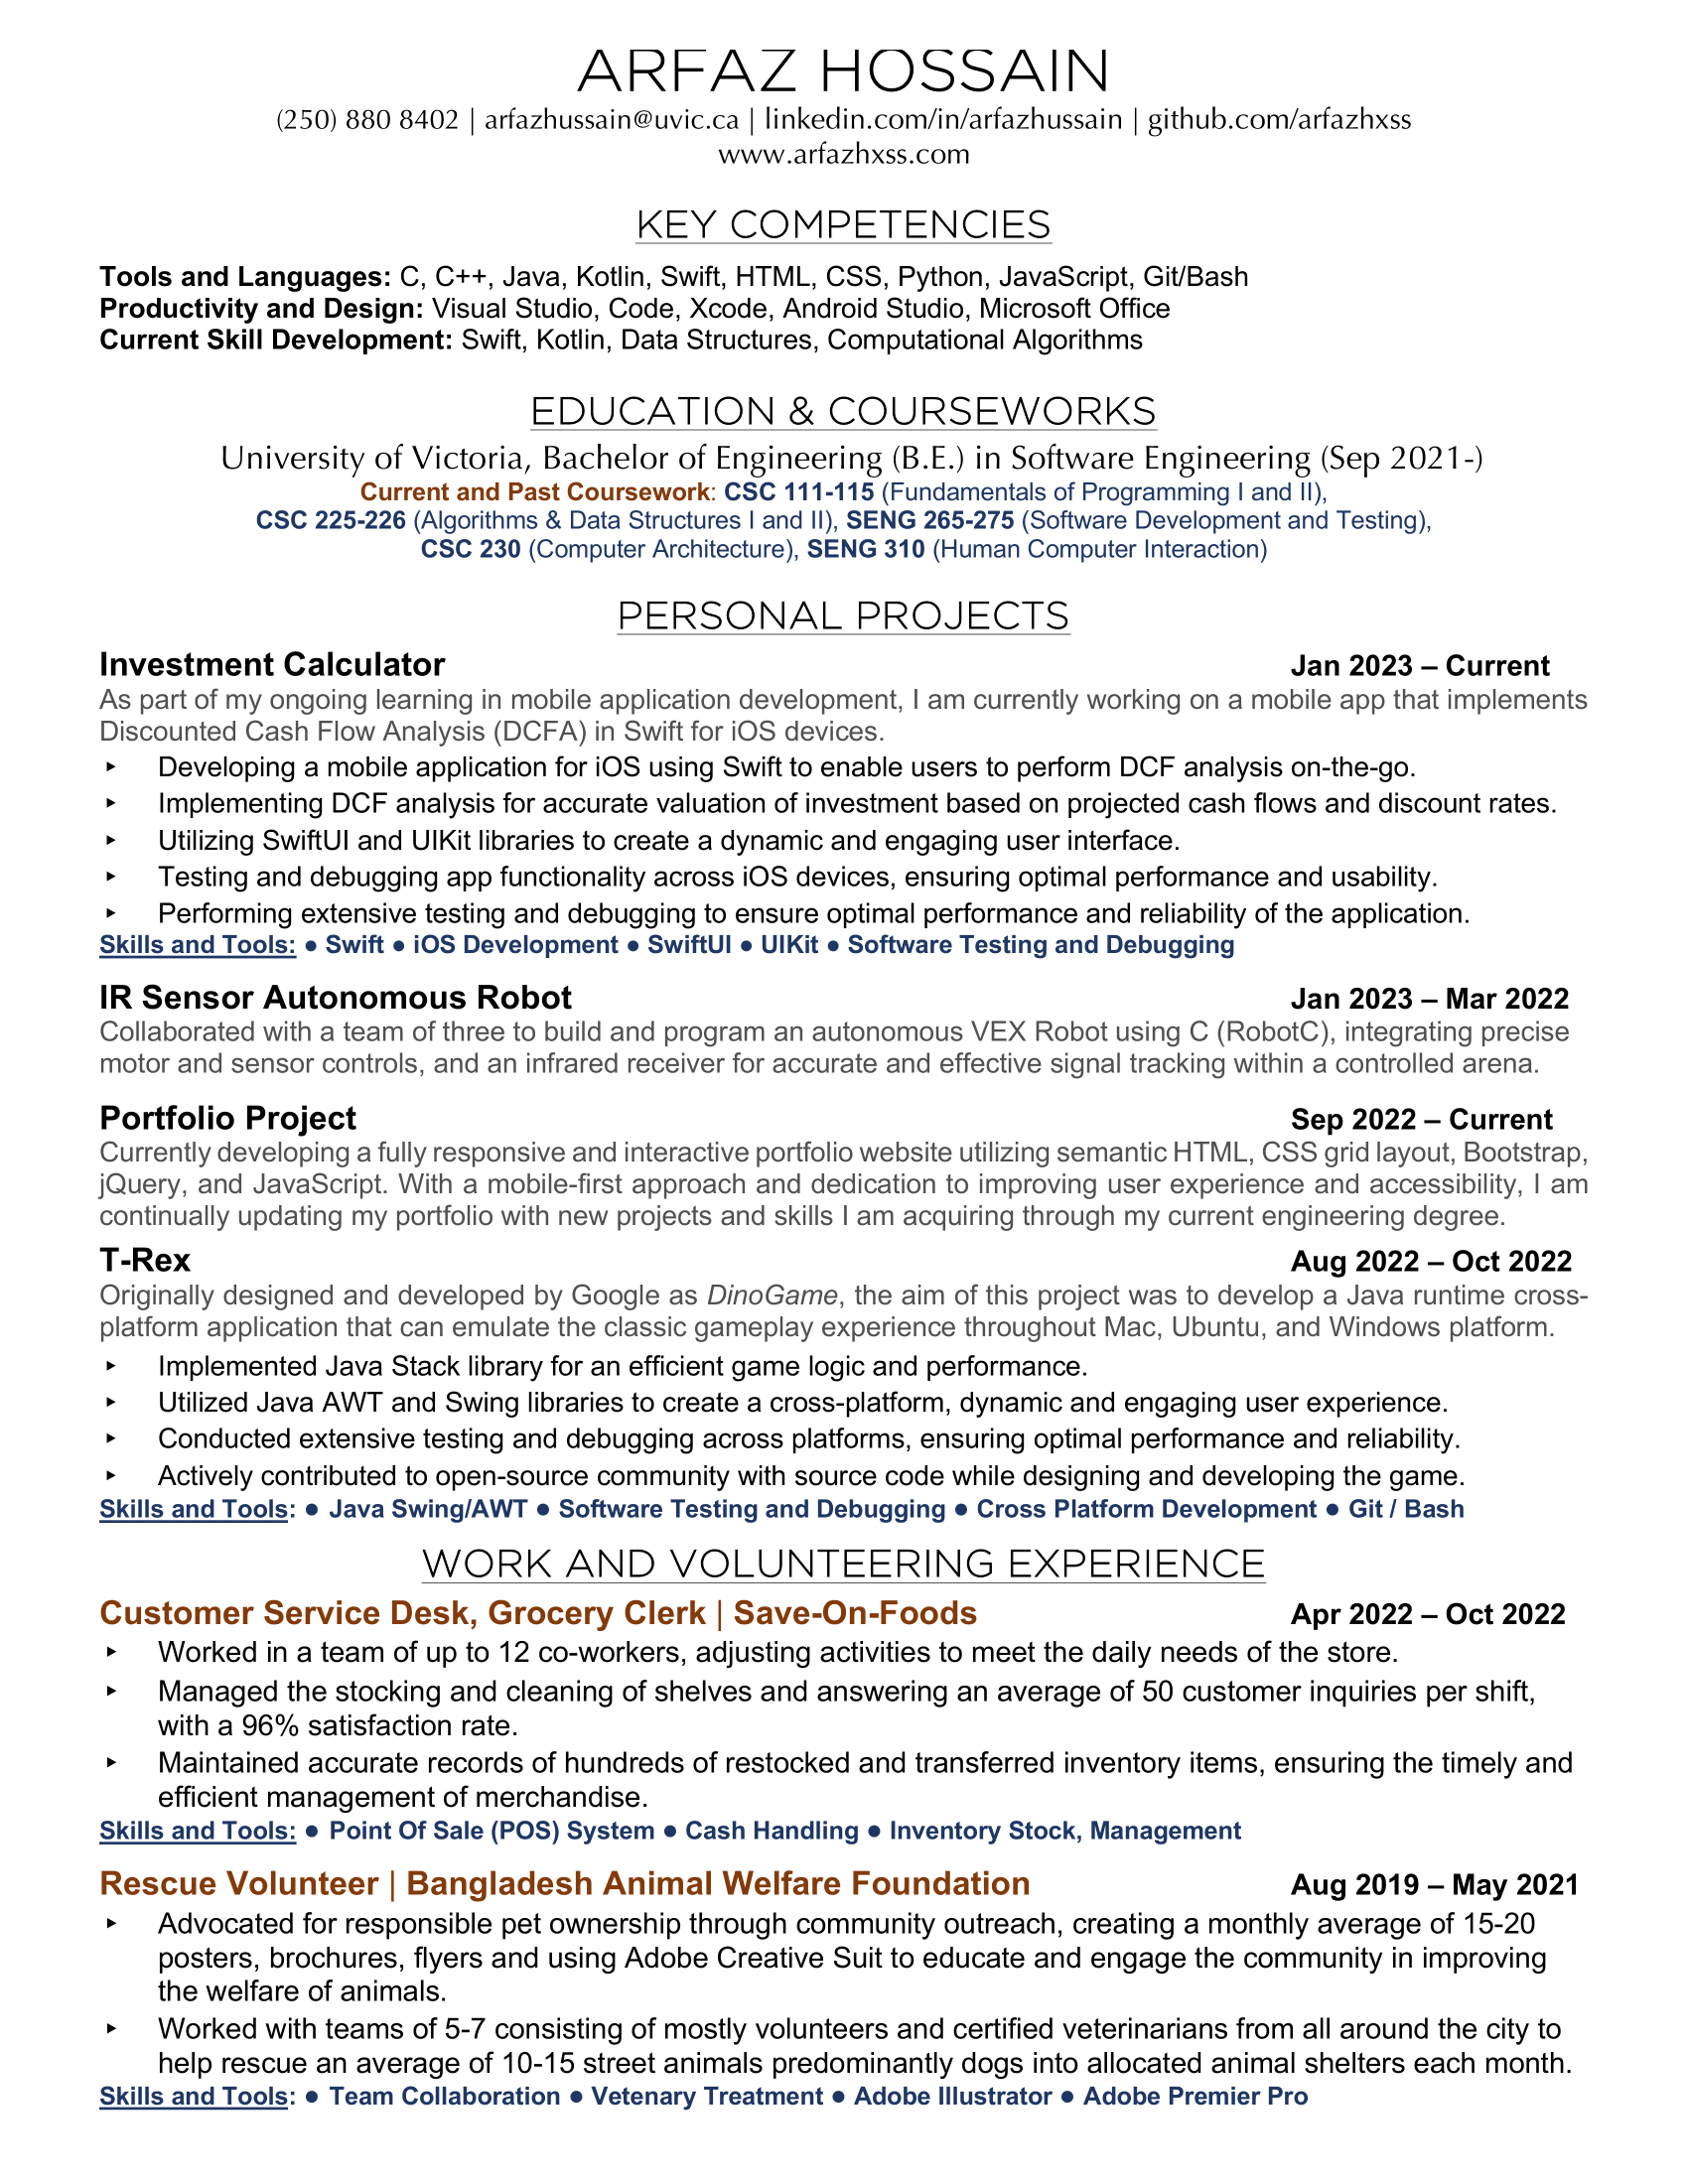 ARFAZ HOSSAIN
(250) 880 8402 | arfazhussain@uvic.ca | linkedin.com/in/arfazhussain | github.com/arfazhxss
www.arfazhxss.com
KEY COMPETENCIES
Tools and Languages: C, C++, Java, Kotlin, Swift, HTML, CSS, Python, JavaScript, Git/Bash
Productivity and Design: Visual Studio, Code, Xcode, Android Studio, Microsoft Office
Current Skill Development: Swift, Kotlin, Data Structures, Computational Algorithms
EDUCATION & COURSEWORKS
University of Victoria, Bachelor of Engineering (B.E.) in Software Engineering (Sep 2021-)
Current and Past Coursework: CSC 111-115 (Fundamentals of Programming I and II),
CSC 225-226 (Algorithms & Data Structures I and II), SENG 265-275 (Software Development and Testing),
CSC 230 (Computer Architecture), SENG 310 (Human Computer Interaction)
PERSONAL PROJECTS
Investment Calculator Jan 2023 – Current
As part of my ongoing learning in mobile application development, I am currently working on a mobile app that implements
Discounted Cash Flow Analysis (DCFA) in Swift for iOS devices.
‣ Developing a mobile application for iOS using Swift to enable users to perform DCF analysis on-the-go.
‣ Implementing DCF analysis for accurate valuation of investment based on projected cash flows and discount rates.
‣ Utilizing SwiftUI and UIKit libraries to create a dynamic and engaging user interface.
‣ Testing and debugging app functionality across iOS devices, ensuring optimal performance and usability.
‣ Performing extensive testing and debugging to ensure optimal performance and reliability of the application.
Skills and Tools: ● Swift ● iOS Development ● SwiftUI ● UIKit ● Software Testing and Debugging
IR Sensor Autonomous Robot Jan 2023 – Mar 2022
Collaborated with a team of three to build and program an autonomous VEX Robot using C (RobotC), integrating precise
motor and sensor controls, and an infrared receiver for accurate and effective signal tracking within a controlled arena.
Portfolio Project Sep 2022 – Current
Currently developing a fully responsive and interactive portfolio website utilizing semantic HTML, CSS grid layout, Bootstrap,
jQuery, and JavaScript. With a mobile-first approach and dedication to improving user experience and accessibility, I am
continually updating my portfolio with new projects and skills I am acquiring through my current engineering degree.
T-Rex Aug 2022 – Oct 2022
Originally designed and developed by Google as DinoGame, the aim of this project was to develop a Java runtime cross-
platform application that can emulate the classic gameplay experience throughout Mac, Ubuntu, and Windows platform.
‣ Implemented Java Stack library for an efficient game logic and performance.
‣ Utilized Java AWT and Swing libraries to create a cross-platform, dynamic and engaging user experience.
‣ Conducted extensive testing and debugging across platforms, ensuring optimal performance and reliability.
‣ Actively contributed to open-source community with source code while designing and developing the game.
Skills and Tools: ● Java Swing/AWT ● Software Testing and Debugging ● Cross Platform Development ● Git / Bash
WORK AND VOLUNTEERING EXPERIENCE
Customer Service Desk, Grocery Clerk | Save-On-Foods Apr 2022 – Oct 2022
‣ Worked in a team of up to 12 co-workers, adjusting activities to meet the daily needs of the store.
‣ Managed the stocking and cleaning of shelves and answering an average of 50 customer inquiries per shift,
with a 96% satisfaction rate.
‣ Maintained accurate records of hundreds of restocked and transferred inventory items, ensuring the timely and
efficient management of merchandise.
Skills and Tools: ● Point Of Sale (POS) System ● Cash Handling ● Inventory Stock, Management
Rescue Volunteer | Bangladesh Animal Welfare Foundation Aug 2019 – May 2021
‣ Advocated for responsible pet ownership through community outreach, creating a monthly average of 15-20
posters, brochures, flyers and using Adobe Creative Suit to educate and engage the community in improving
the welfare of animals.
‣ Worked with teams of 5-7 consisting of mostly volunteers and certified veterinarians from all around the city to
help rescue an average of 10-15 street animals predominantly dogs into allocated animal shelters each month.
Skills and Tools: ● Team Collaboration ● Vetenary Treatment ● Adobe Illustrator ● Adobe Premier Pro